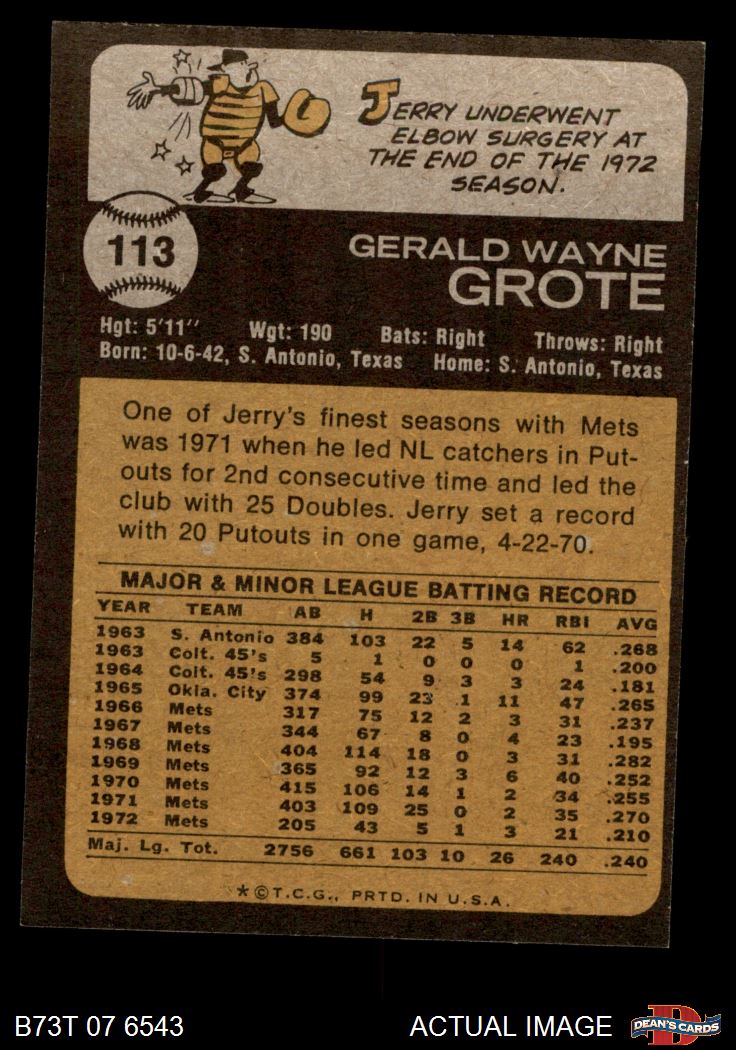 JERRY UNDERWENT
ELBOW SURGERY AT
THE END OF THE 1972
SEASON.
113
GERALD WAYNE
GROTE
Hgt: 5'11" Wgt: 190 Bats: Right Throws: Right
Born: 10-6-42, S. Antonio, Texas Home: S. Antonio, Texas
One of Jerry's finest seasons with Mets
was 1971 when he led NL catchers in Put-
outs for 2nd consecutive time and led the
club with 25 Doubles. Jerry set a record
with 20 Putouts in one game, 4-22-70.
MAJOR & MINOR LEAGUE BATTING RECORD
YEAR TEAM AB H 2B 3B HR RBI AVG
1963 S. Antonio 384 103 22 5 14 62 .268
1963 Colt. 45's 5 1 0 0 0 1 .200
1964 Colt. 45's 298 54 9 3 3 24 .181
1965 Okla. City 374 99 23 1 11 47 .265
1966 Mets 317 75 12 2 3 31 .237
1967 Mets 344 67 8 0 4 23 .195
1968 Mets 404 114 18 0 3 31 .282
1969 Mets 365 92 12 3 6 40 .252
1970 Mets 415 106 14 1 2 34 .255
1971 Mets 403 109 25 0 2 35 .270
1972 Mets 205 43 5 1 3 21 .210
Maj. Lg. Tot. 2756 661 103 10 26 240 .240
*©T.C.G., PRTD. IN U.S.A.
B73T 07 6543 ACTUAL IMAGE
D
DEAN'S CARDS